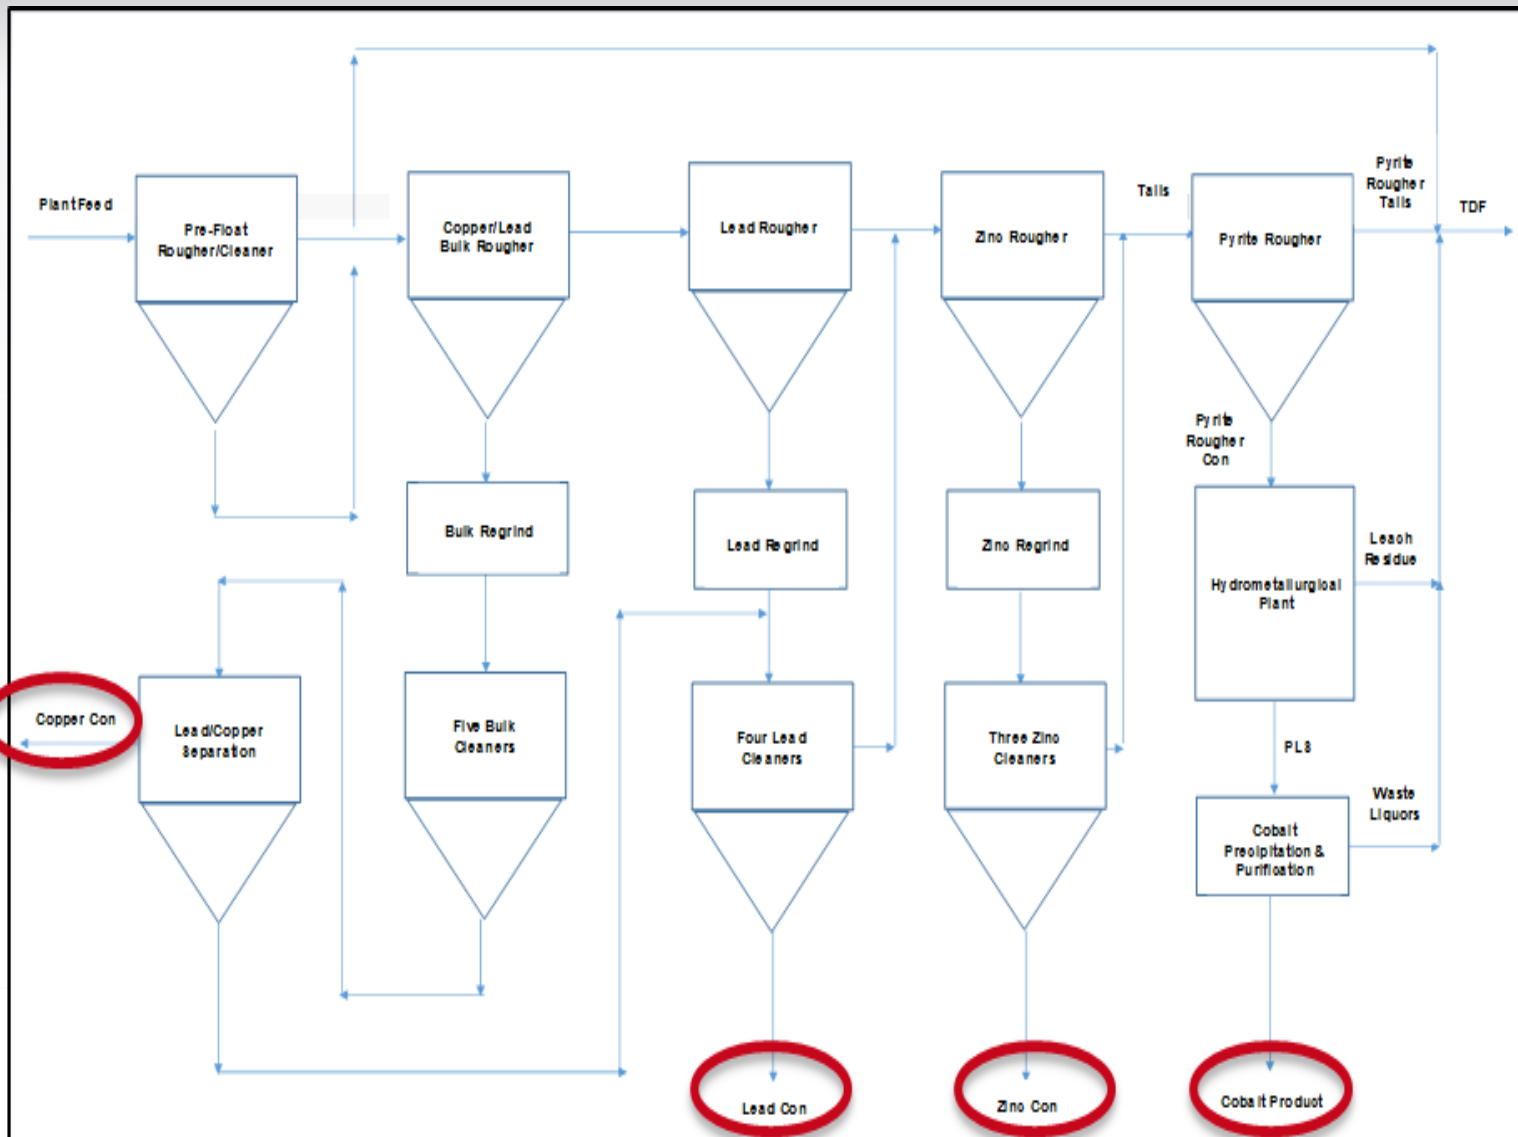 Plant Feed
Pre-Float
Rougher/Cleaner
Copper/Lead
Bulk Rougher
Lead Rougher
Zinc Rougher
Tails
Pyrite Rougher
Pyrite
Rougher
Tails
TDF
Pyrite
Rougher
Con
Bulk Regrind
Lead Regrind
Zinc Regrind
Hydrometallurgical
Plant
Leach
Residue
Copper Con
Lead/Copper
Separation
Five Bulk
Cleaners
Four Lead
Cleaners
Three Zinc
Cleaners
PLS
Waste
Liquors
Cobalt
Precipitation &
Purification
Lead Con
Zinc Con
Cobalt Product